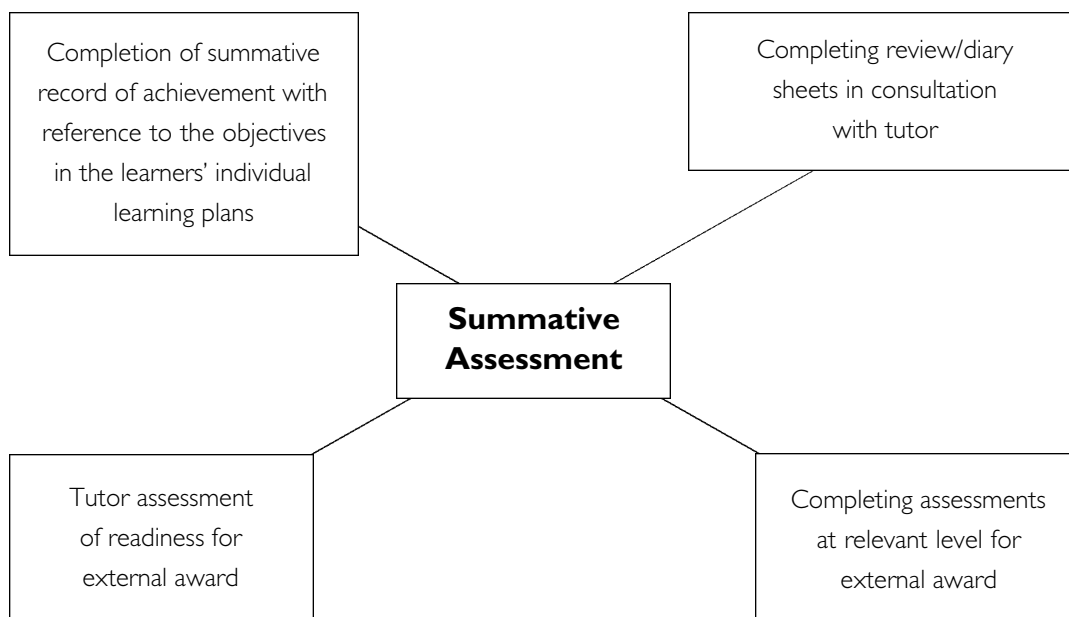 Completion of summative
record of achievement with
reference to the objectives
in the learners’ individual
learning plans
Completing review/diary
sheets in consultation
with tutor
Summative
Assessment
Tutor assessment
of readiness for
external award
Completing assessments
at relevant level for
external award